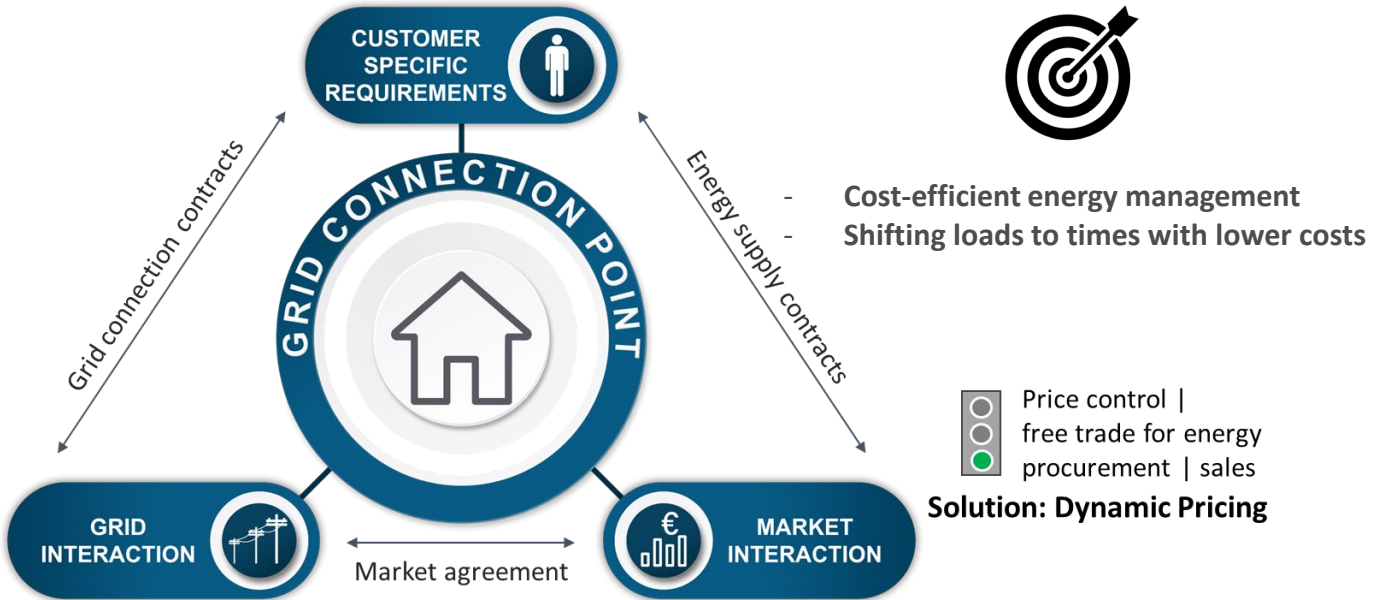 CUSTOMER
SPECIFIC
REQUIREMENTS
Grid connection contracts
Energy supply contracts
GRID CONNECTION POINT
- Cost-efficient energy management
- Shifting loads to times with lower costs
Price control |
free trade for energy
procurement | sales
Solution: Dynamic Pricing
GRID
INTERACTION
€
MARKET
INTERACTION
Market agreement